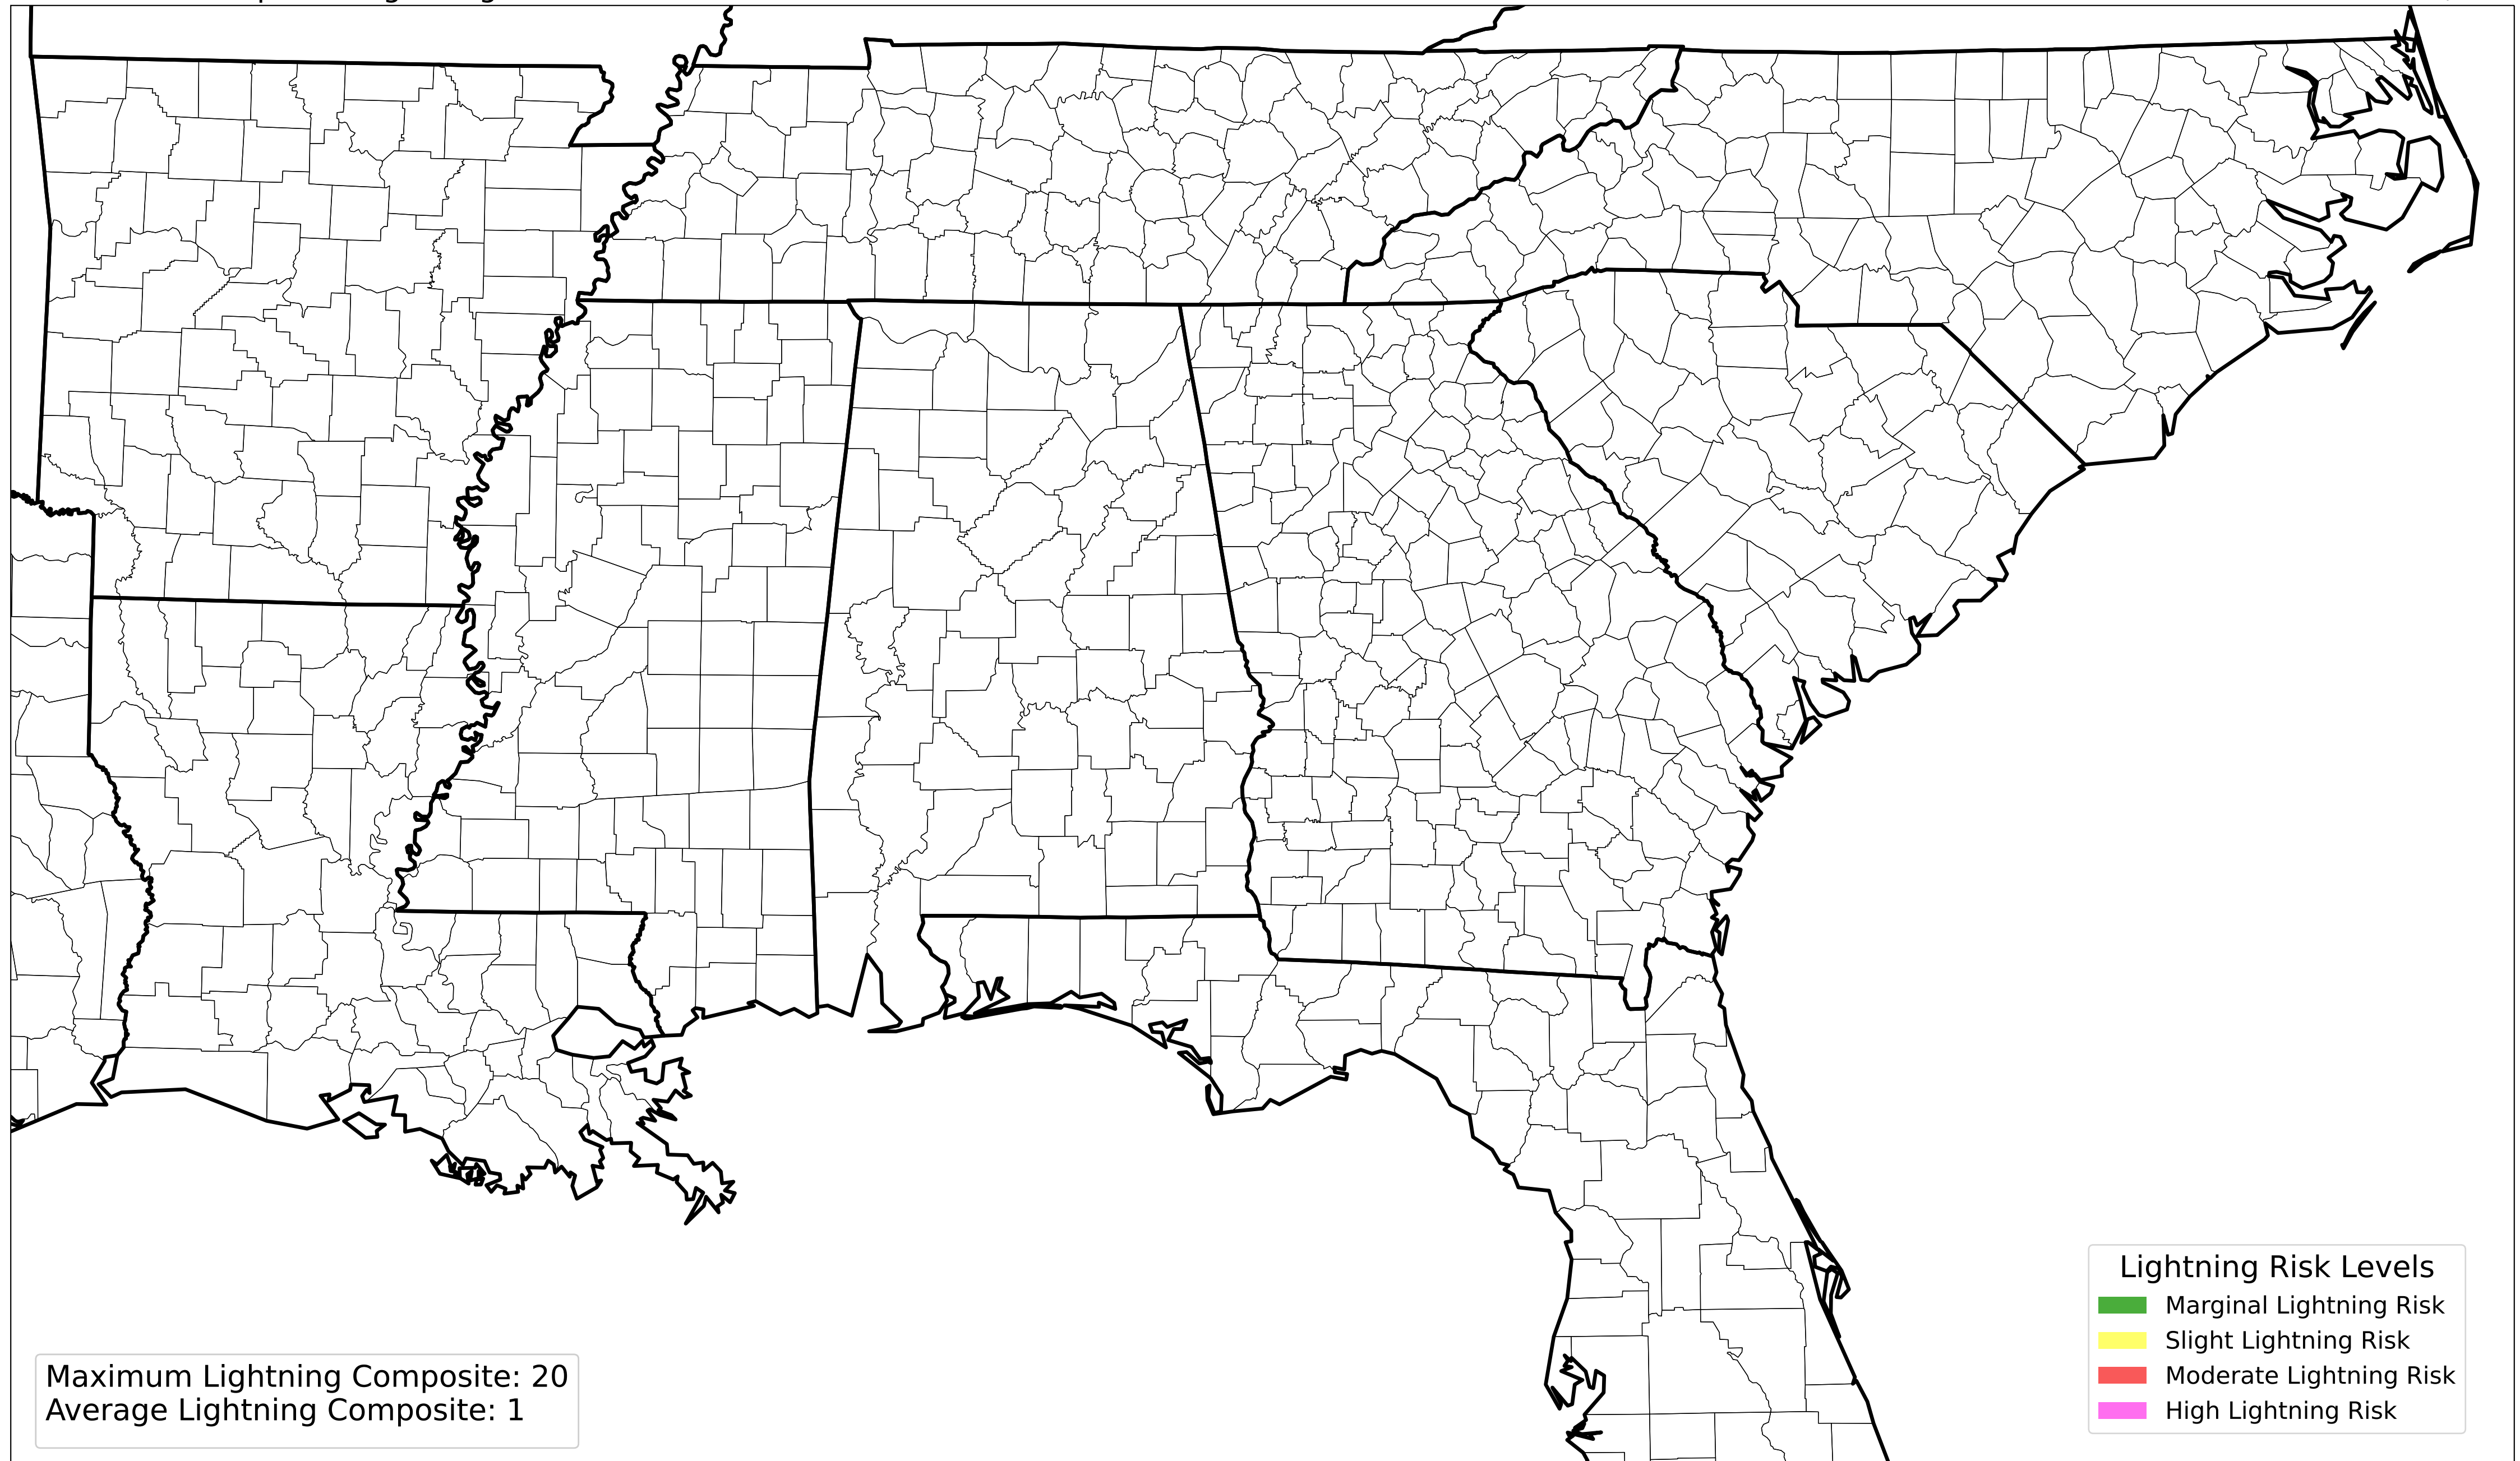 Lightning Risk Levels
Marginal Lightning Risk
Slight Lightning Risk
Moderate Lightning Risk
High Lightning Risk
Maximum Lightning Composite: 20
Average Lightning Composite: 1